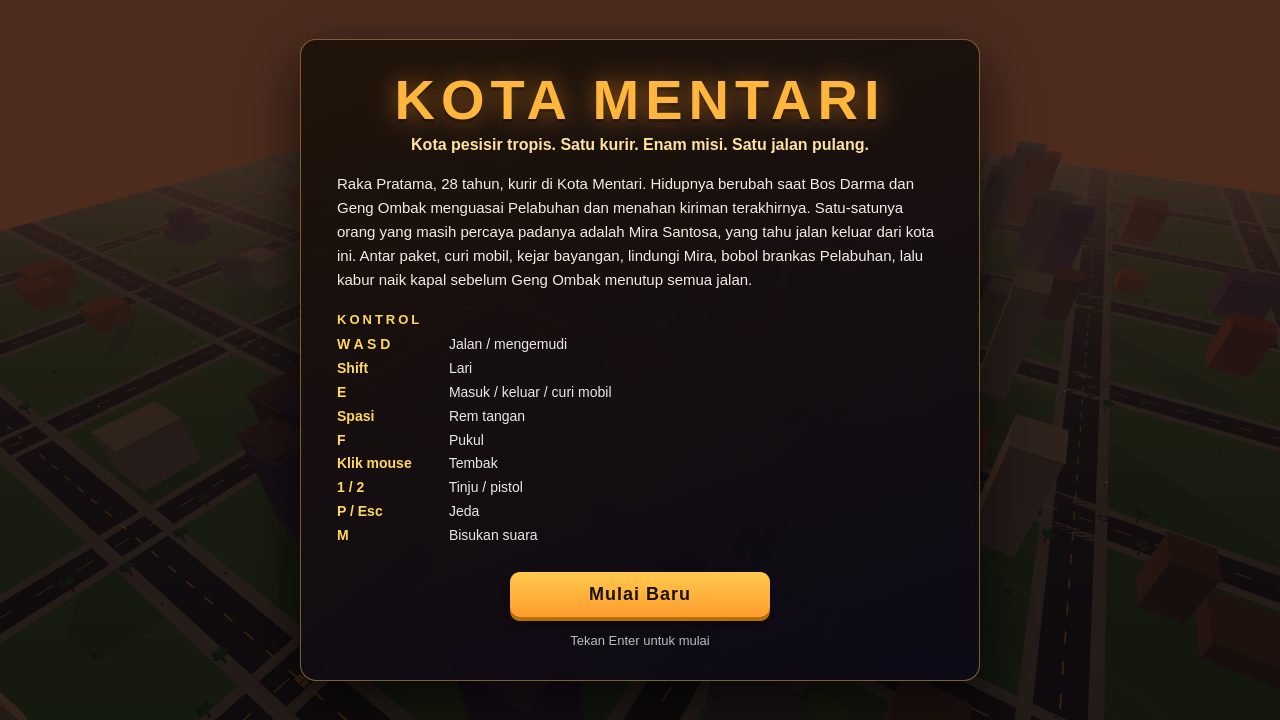 KOTA MENTARI
Kota pesisir tropis. Satu kurir. Enam misi. Satu jalan pulang.
Raka Pratama, 28 tahun, kurir di Kota Mentari. Hidupnya berubah saat Bos Darma dan
Geng Ombak menguasai Pelabuhan dan menahan kiriman terakhirnya. Satu-satunya
orang yang masih percaya padanya adalah Mira Santosa, yang tahu jalan keluar dari kota
ini. Antar paket, curi mobil, kejar bayangan, lindungi Mira, bobol brankas Pelabuhan, lalu
kabur naik kapal sebelum Geng Ombak menutup semua jalan.
KONTROL
W A S D Jalan / mengemudi
Shift Lari
E Masuk / keluar / curi mobil
Spasi Rem tangan
F Pukul
Klik mouse Tembak
1 / 2 Tinju / pistol
P / Esc Jeda
M Bisukan suara
Mulai Baru
Tekan Enter untuk mulai